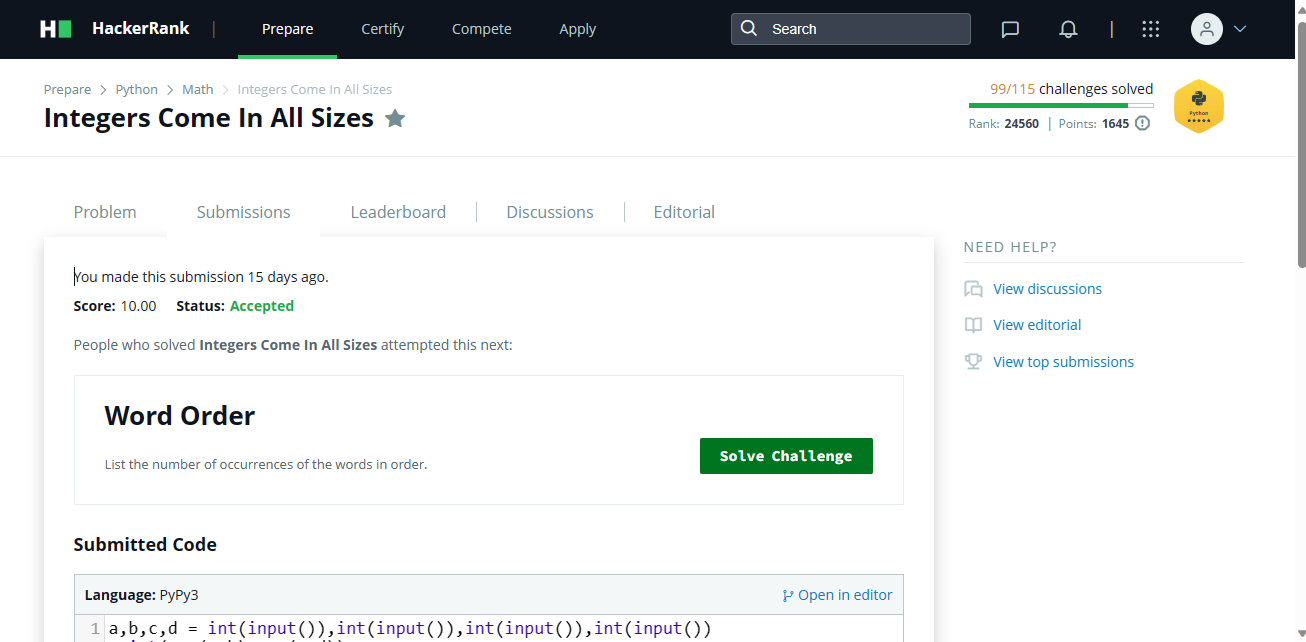 HackerRank | Prepare Certify Compete Apply Search |
Prepare > Python > Math > Integers Come In All Sizes
Integers Come In All Sizes
99/115 challenges solved
Rank: 24560 | Points: 1645
Python
Problem Submissions Leaderboard Discussions Editorial
You made this submission 15 days ago.
Score: 10.00 Status: Accepted
People who solved Integers Come In All Sizes attempted this next:
Word Order
List the number of occurrences of the words in order.
Solve Challenge
Submitted Code
Language: PyPy3
Open in editor
1 a,b,c,d = int(input()),int(input()),int(input()),int(input())
NEED HELP?
View discussions
View editorial
View top submissions